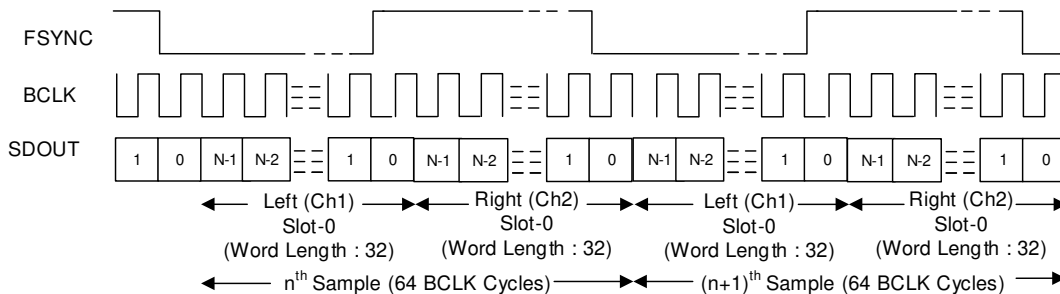 FSYNC
BCLK
SDOUT
1 0 N-1 N-2 1 0 N-1 N-2 1 0 N-1 N-2 1 0 N-1 N-2 1 0
Left (Ch1) Right (Ch2) Left (Ch1) Right (Ch2)
Slot-0 Slot-0 Slot-0 Slot-0
(Word Length : 32) (Word Length : 32) (Word Length : 32) (Word Length : 32)
nth Sample (64 BCLK Cycles) (n+1)th Sample (64 BCLK Cycles)